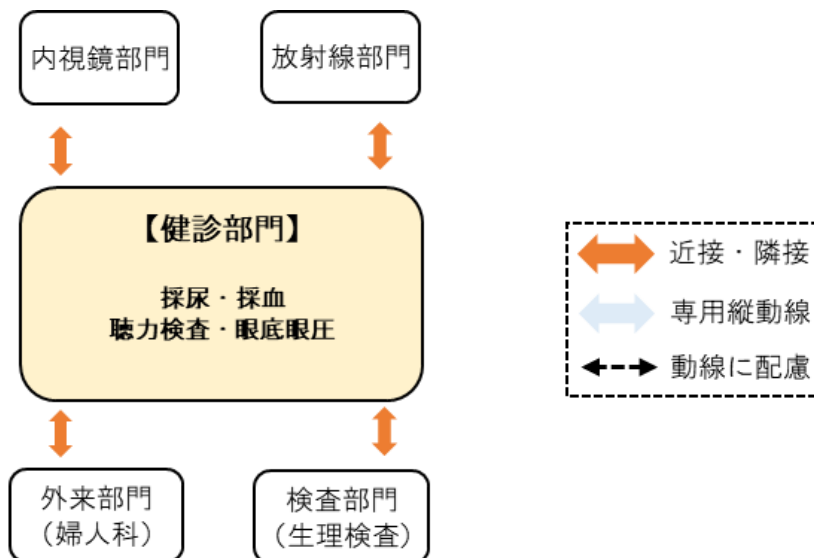 内視鏡部門
放射線部門
【健診部門】
採尿・採血
聴力検査・眼底眼圧
近接・隣接
専用縦動線
動線に配慮
外来部門
（婦人科）
検査部門
（生理検査）